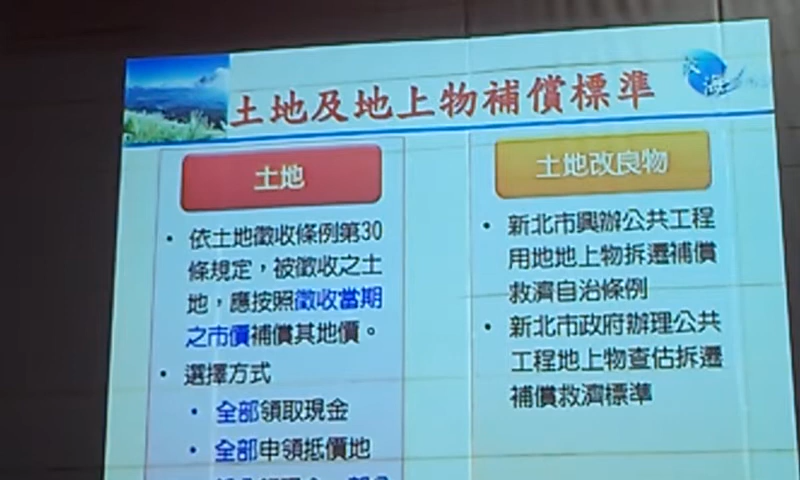 土地及地上物補償標準
土地
• 依土地徵收條例第30
條規定，被徵收之土
地，應按照徵收當期
之市價補償其地價。
• 選擇方式
• 全部領取現金
• 全部申領抵價地
土地改良物
• 新北市興辦公共工程
用地地上物拆遷補償
救濟自治條例
• 新北市政府辦理公共
工程地上物查估拆遷
補償救濟標準